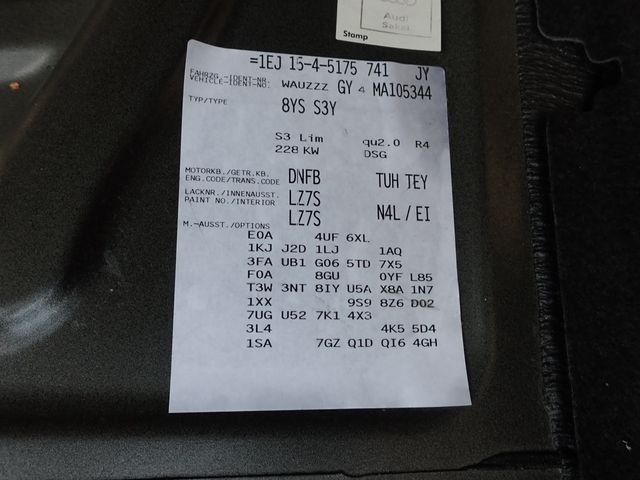 Audi
Sakai
Stamp
=1EJ 15-4-5175 741 JY
FAHRZG.-IDENT-NR.
VEHICLE-IDENT-NO. WAUZZZ GY 4 MA105344
TYP/TYPE 8YS S3Y
S3 Lim qu2.0 R4
228 KW DSG
MOTORKB./GETR.KB.
ENG.CODE/TRANS.CODE DNFB TUH TEY
LACKNR./INNENAUSST.
PAINT NO./INTERIOR LZ7S
LZ7S N4L / EI
M.-AUSST./OPTIONS
E0A 4UF 6XL
1KJ J2D 1LJ 1AQ
3FA UB1 G06 5TD 7X5
F0A 8GU 0YF L85
T3W 3NT 8IY U5A X8A 1N7
1XX 9S9 8Z6 D02
7UG U52 7K1 4X3
3L4 4K5 5D4
1SA 7GZ Q1D QI6 4GH